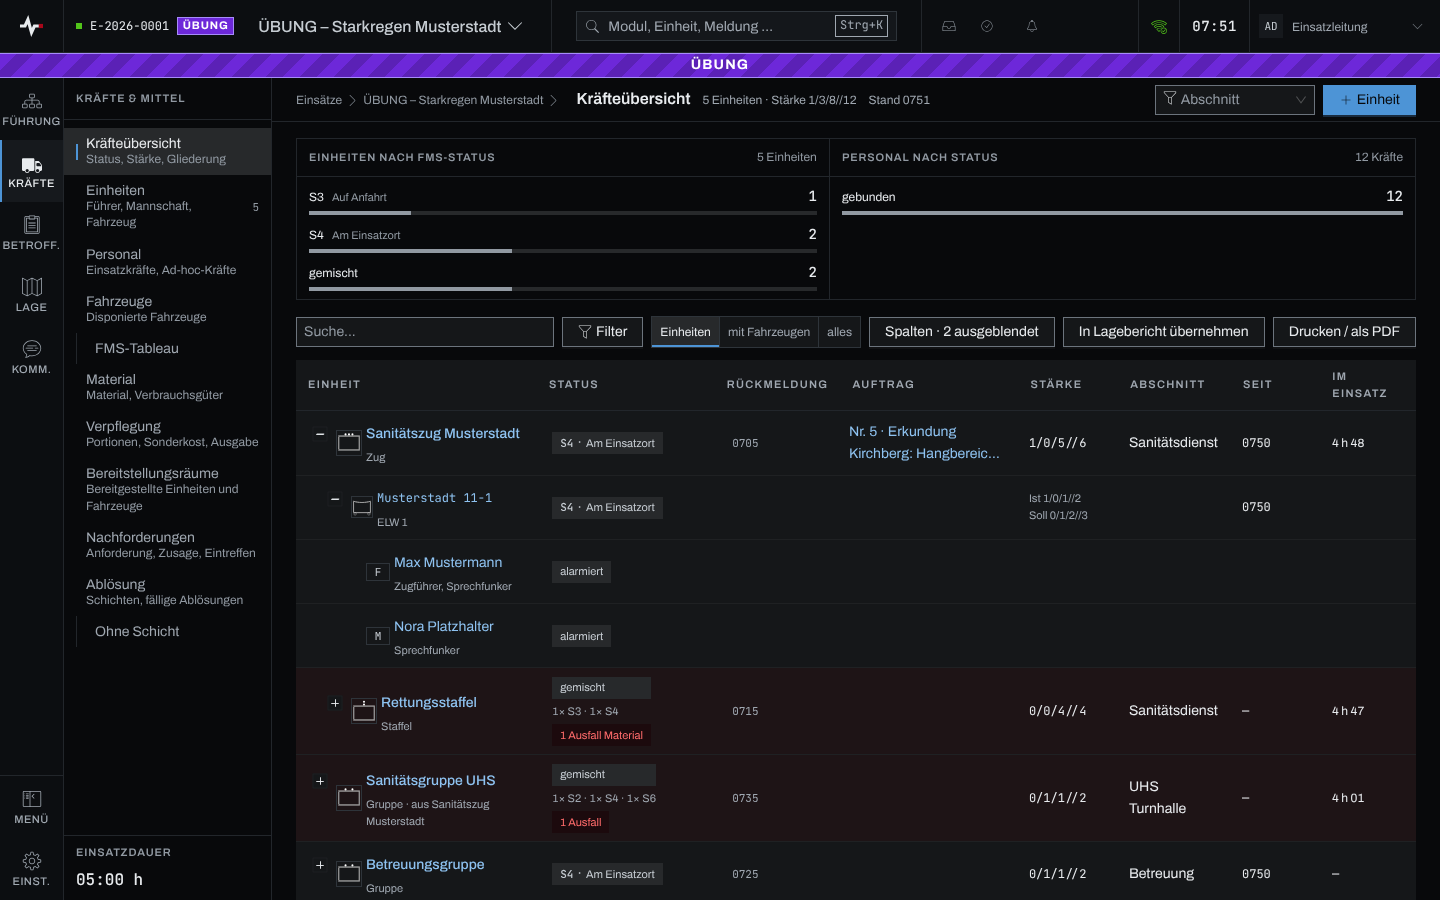 E-2026-0001 ÜBUNG ÜBUNG – Starkregen Musterstadt Modul, Einheit, Meldung ... Strg+K 07:51 AD Einsatzleitung
ÜBUNG
FÜHRUNG
KRÄFTE
BETROFF.
LAGE
KOMM.
MENÜ
EINST.
KRÄFTE & MITTEL
Kräfteübersicht
Status, Stärke, Gliederung
Einheiten
Führer, Mannschaft,
Fahrzeug
5
Personal
Einsatzkräfte, Ad-hoc-Kräfte
Fahrzeuge
Disponierte Fahrzeuge
FMS-Tableau
Material
Material, Verbrauchsgüter
Verpflegung
Portionen, Sonderkost, Ausgabe
Bereitstellungsräume
Bereitgestellte Einheiten und
Fahrzeuge
Nachforderungen
Anforderung, Zusage, Eintreffen
Ablösung
Schichten, fällige Ablösungen
Ohne Schicht
EINSATZDAUER
05:00 h
Einsätze ÜBUNG – Starkregen Musterstadt Kräfteübersicht 5 Einheiten · Stärke 1/3/8//12 Stand 0751 Abschnitt + Einheit
EINHEITEN NACH FMS-STATUS 5 Einheiten
S3 Auf Anfahrt 1
S4 Am Einsatzort 2
gemischt 2
PERSONAL NACH STATUS 12 Kräfte
gebunden 12
Suche... Filter Einheiten mit Fahrzeugen alles Spalten · 2 ausgeblendet In Lagebericht übernehmen Drucken / als PDF
EINHEIT STATUS RÜCKMELDUNG AUFTRAG STÄRKE ABSCHNITT SEIT IM
EINSATZ
– Sanitätszug Musterstadt
Zug
S4 · Am Einsatzort 0705
Nr. 5 · Erkundung
Kirchberg: Hangbereic...
1/0/5//6 Sanitätsdienst 0750 4 h 48
– Musterstadt 11-1
ELW 1
S4 · Am Einsatzort
Ist 1/0/1//2
Soll 0/1/2//3
0750
F Max Mustermann
Zugführer, Sprechfunker
alarmiert
M Nora Platzhalter
Sprechfunker
alarmiert
+ Rettungsstaffel
Staffel
gemischt
1× S3 · 1× S4
1 Ausfall Material
0715 0/0/4//4 Sanitätsdienst – 4 h 47
+ Sanitätsgruppe UHS
Gruppe · aus Sanitätszug
Musterstadt
gemischt
1× S2 · 1× S4 · 1× S6
1 Ausfall
0735 0/1/1//2
UHS
Turnhalle
– 4 h 01
+ Betreuungsgruppe
Gruppe
S4 · Am Einsatzort 0725 0/1/1//2 Betreuung 0750 –